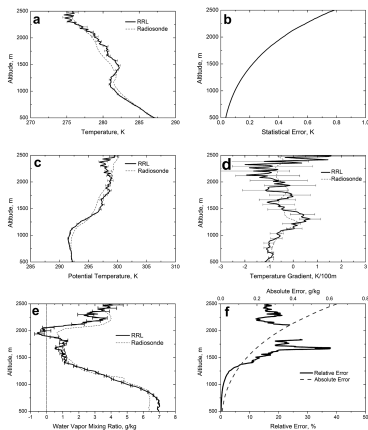 a
RRL
Radiosonde
Altitude, m
2500
2000
1500
1000
500
270 275 280 285 290
Temperature, K
b
Altitude, m
2500
2000
1500
1000
500
0.0 0.2 0.4 0.6 0.8 1.0
Statistical Error, K
c
RRL
Radiosonde
Altitude, m
2500
2000
1500
1000
500
285 290 295 300 305 310
Potential Temperature, K
d
RRL
Radiosonde
Altitude, m
2500
2000
1500
1000
500
-3 -2 -1 0 1 2 3
Temperature Gradient, K/100m
e
RRL
Radiosonde
Altitude, m
2500
2000
1500
1000
500
-1 0 1 2 3 4 5 6 7 8
Water Vapor Mixing Ratio, g/kg
Absolute Error, g/kg
0.0 0.2 0.4 0.6 0.8
f
Relative Error
Absolute Error
Altitude, m
2500
2000
1500
1000
500
0 10 20 30 40 50
Relative Error, %